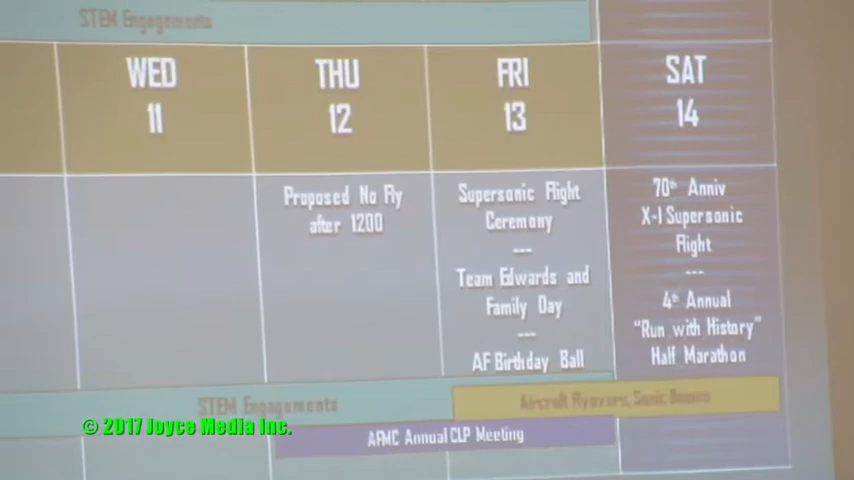 STEM Engagements
WED
11
THU
12
FRI
13
SAT
14
Proposed No Fly
after 1200
Supersonic Flight
Ceremony
---
Team Edwards and
Family Day
---
AF Birthday Ball
70th Anniv
X-1 Supersonic
Flight
---
4th Annual
"Run with History"
Half Marathon
STEM Engagements
Aircraft Flyovers, Sonic Booms
AFMC Annual CLP Meeting
© 2017 Joyce Media Inc.